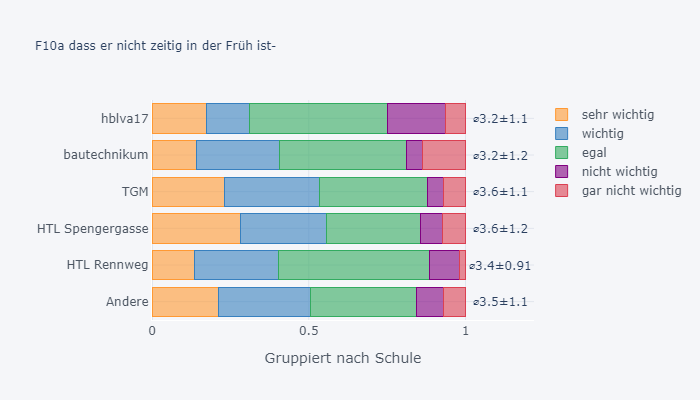 F10a dass er nicht zeitig in der Früh ist-
hblva17
⌀3.2±1.1
bautechnikum
⌀3.2±1.2
TGM
⌀3.6±1.1
HTL Spengergasse
⌀3.6±1.2
HTL Rennweg
⌀3.4±0.91
Andere
⌀3.5±1.1
0
0.5
1
Gruppiert nach Schule
sehr wichtig
wichtig
egal
nicht wichtig
gar nicht wichtig